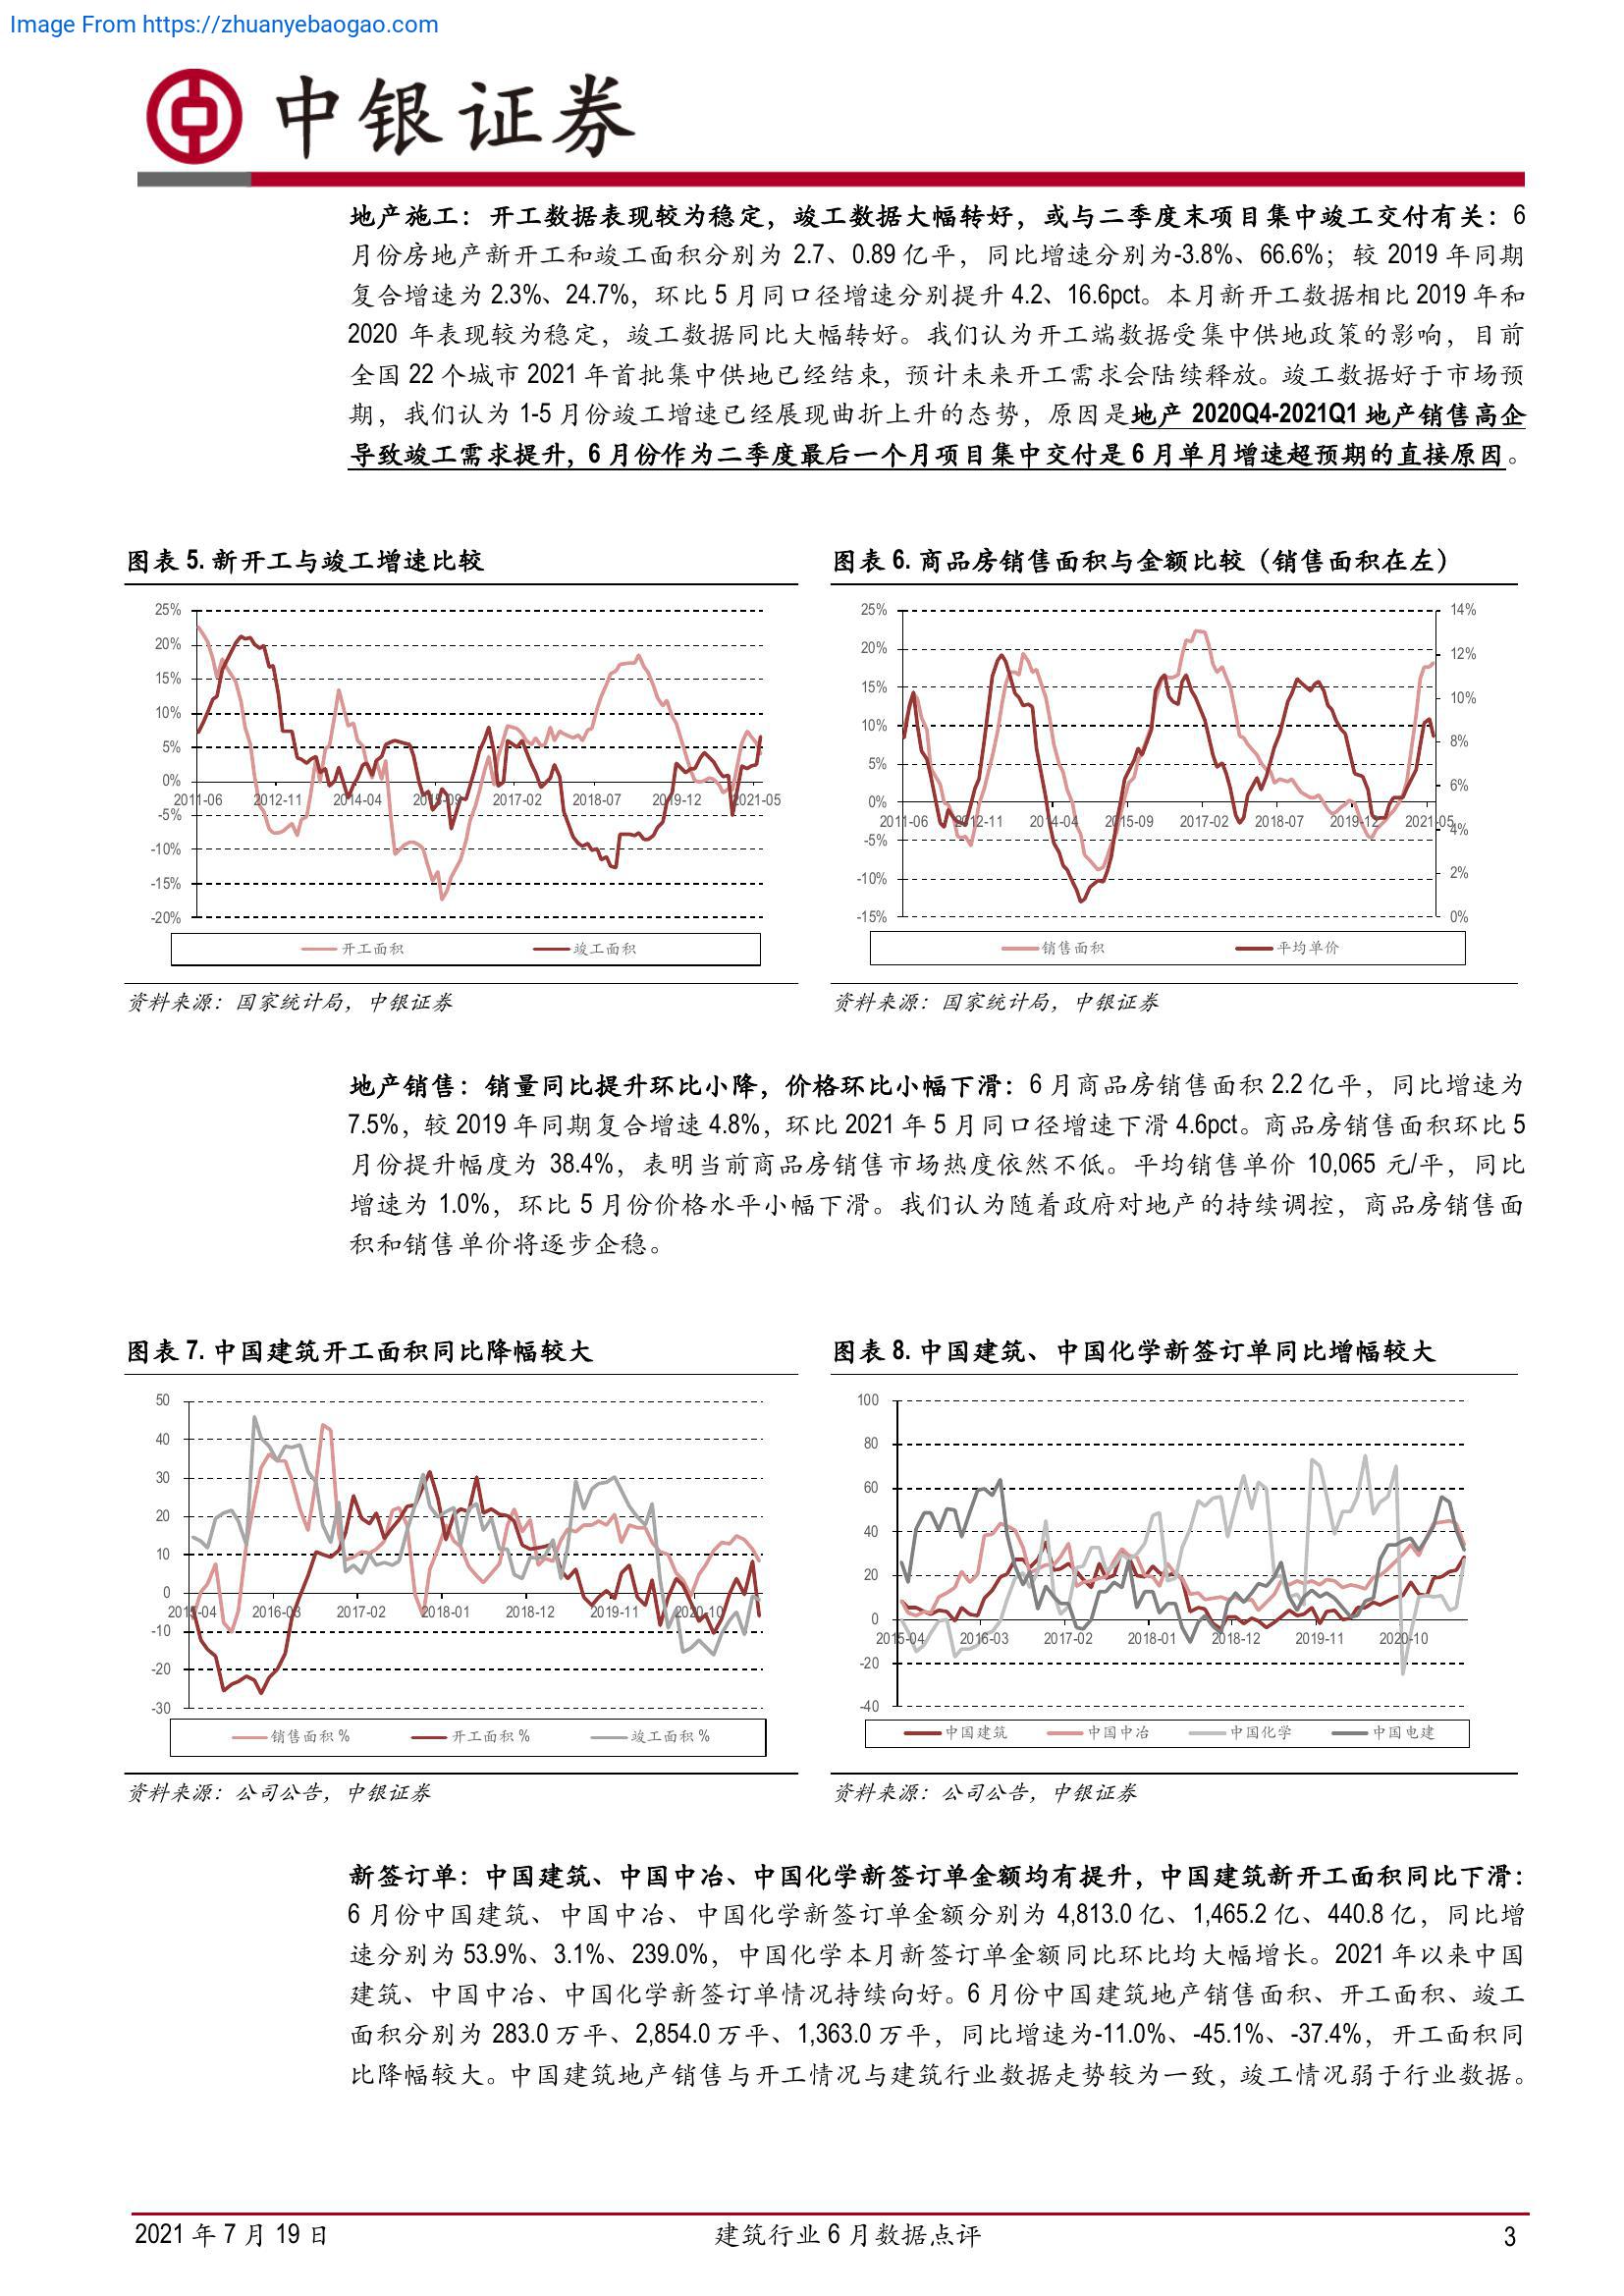 Image From https://zhuanyebaogao.com
中银证券
地产施工：开工数据表现较为稳定，竣工数据大幅转好，或与二季度末项目集中竣工交付有关：6
月份房地产新开工和竣工面积分别为 2.7、0.89 亿平，同比增速分别为-3.8%、66.6%；较 2019 年同期
复合增速为 2.3%、24.7%，环比 5 月同口径增速分别提升 4.2、16.6pct。本月新开工数据相比 2019 年和
2020 年表现较为稳定，竣工数据同比大幅转好。我们认为开工端数据受集中供地政策的影响，目前
全国 22 个城市 2021 年首批集中供地已经结束，预计未来开工需求会陆续释放。竣工数据好于市场预
期，我们认为 1-5 月份竣工增速已经展现曲折上升的态势，原因是地产 2020Q4-2021Q1 地产销售高企
导致竣工需求提升，6 月份作为二季度最后一个月项目集中交付是 6 月单月增速超预期的直接原因。
图表 5. 新开工与竣工增速比较
25%
20%
15%
10%
5%
0%
-5%
-10%
-15%
-20%
2011-06 2012-11 2014-04 2015-09 2017-02 2018-07 2019-12 2021-05
开工面积 竣工面积
资料来源：国家统计局，中银证券
图表 6. 商品房销售面积与金额比较（销售面积在左）
25%
20%
15%
10%
5%
0%
-5%
-10%
-15%
14%
12%
10%
8%
6%
4%
2%
0%
2011-06 2012-11 2014-04 2015-09 2017-02 2018-07 2019-12 2021-05
销售面积 平均单价
资料来源：国家统计局，中银证券
地产销售：销量同比提升环比小降，价格环比小幅下滑：6 月商品房销售面积 2.2 亿平，同比增速为
7.5%，较 2019 年同期复合增速 4.8%，环比 2021 年 5 月同口径增速下滑 4.6pct。商品房销售面积环比 5
月份提升幅度为 38.4%，表明当前商品房销售市场热度依然不低。平均销售单价 10,065 元/平，同比
增速为 1.0%，环比 5 月份价格水平小幅下滑。我们认为随着政府对地产的持续调控，商品房销售面
积和销售单价将逐步企稳。
图表 7. 中国建筑开工面积同比降幅较大
50
40
30
20
10
0
-10
-20
-30
2015-04 2016-03 2017-02 2018-01 2018-12 2019-11 2020-10
销售面积 % 开工面积 % 竣工面积 %
资料来源：公司公告，中银证券
图表 8. 中国建筑、中国化学新签订单同比增幅较大
100
80
60
40
20
0
-20
-40
2015-04 2016-03 2017-02 2018-01 2018-12 2019-11 2020-10
中国建筑 中国中冶 中国化学 中国电建
资料来源：公司公告，中银证券
新签订单：中国建筑、中国中冶、中国化学新签订单金额均有提升，中国建筑新开工面积同比下滑：
6 月份中国建筑、中国中冶、中国化学新签订单金额分别为 4,813.0 亿、1,465.2 亿、440.8 亿，同比增
速分别为 53.9%、3.1%、239.0%，中国化学本月新签订单金额同比环比均大幅增长。2021 年以来中国
建筑、中国中冶、中国化学新签订单情况持续向好。6 月份中国建筑地产销售面积、开工面积、竣工
面积分别为 283.0 万平、2,854.0 万平、1,363.0 万平，同比增速为-11.0%、-45.1%、-37.4%，开工面积同
比降幅较大。中国建筑地产销售与开工情况与建筑行业数据走势较为一致，竣工情况弱于行业数据。
2021 年 7 月 19 日 建筑行业 6 月数据点评 3